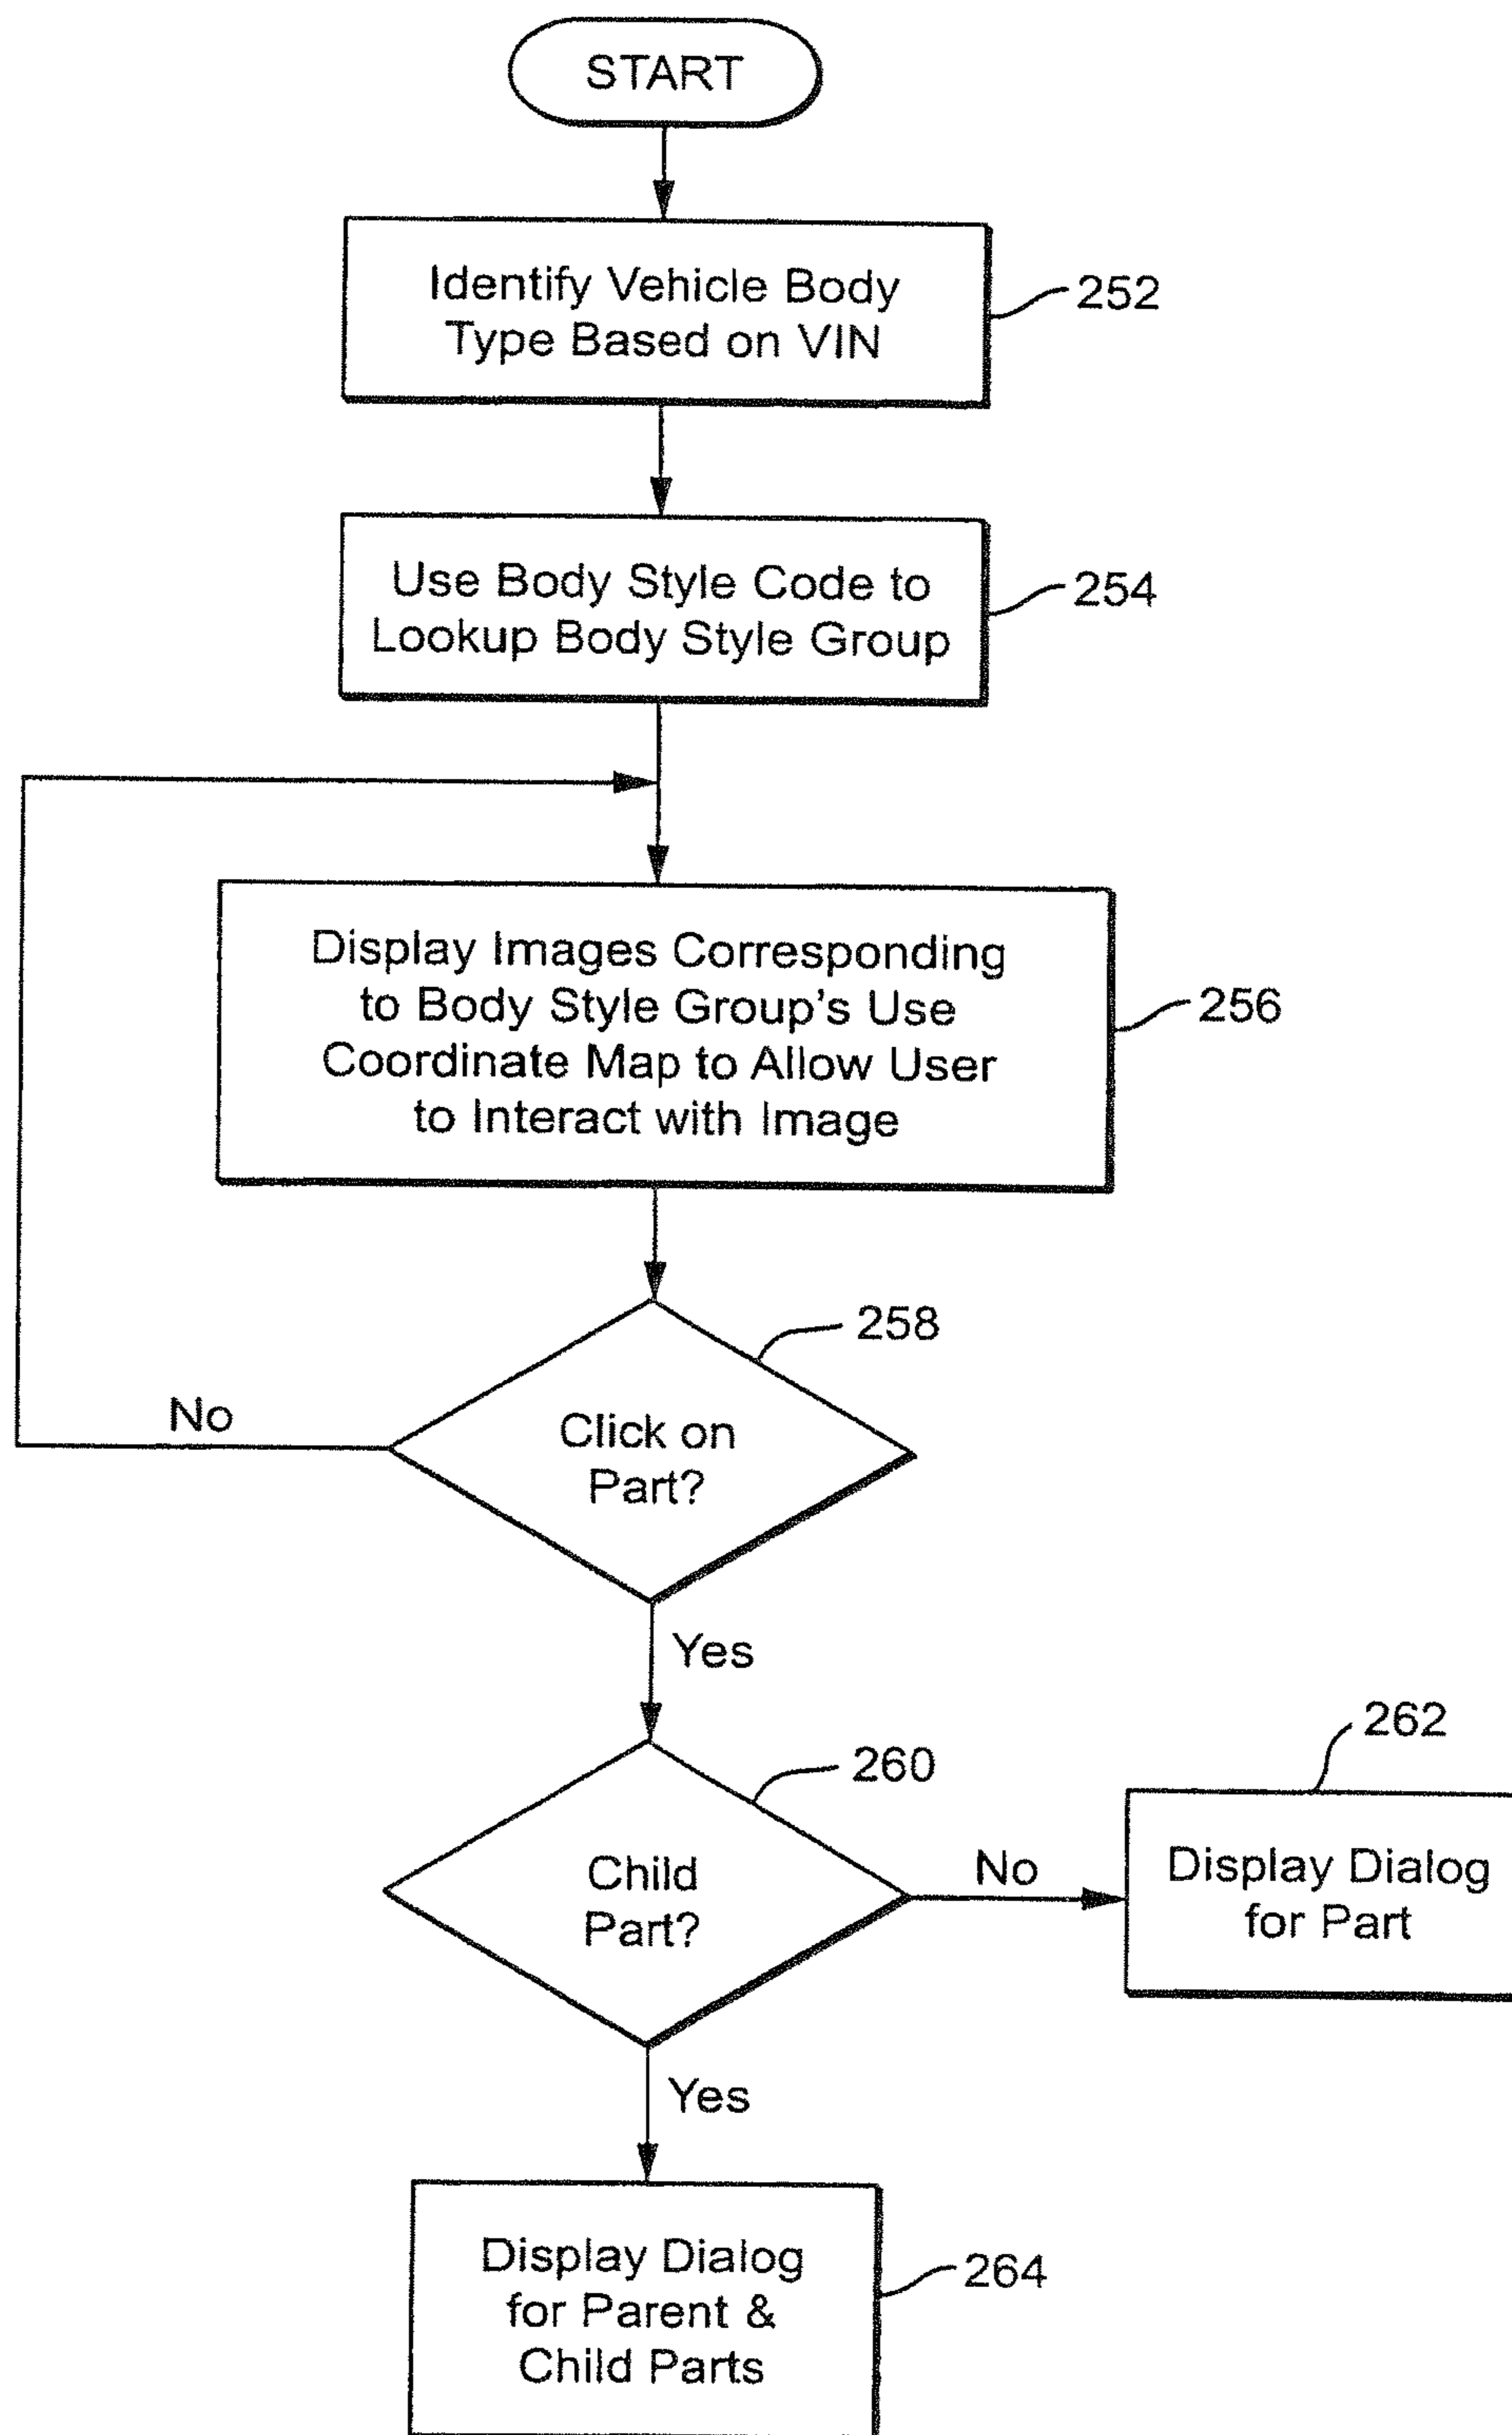 START
Identify Vehicle Body
Type Based on VIN
252
Use Body Style Code to
Lookup Body Style Group
254
Display Images Corresponding
to Body Style Group's Use
Coordinate Map to Allow User
to Interact with Image
256
258
No
Click on
Part?
Yes
260
262
Child
Part?
No
Display Dialog
for Part
Yes
Display Dialog
for Parent &
Child Parts
264